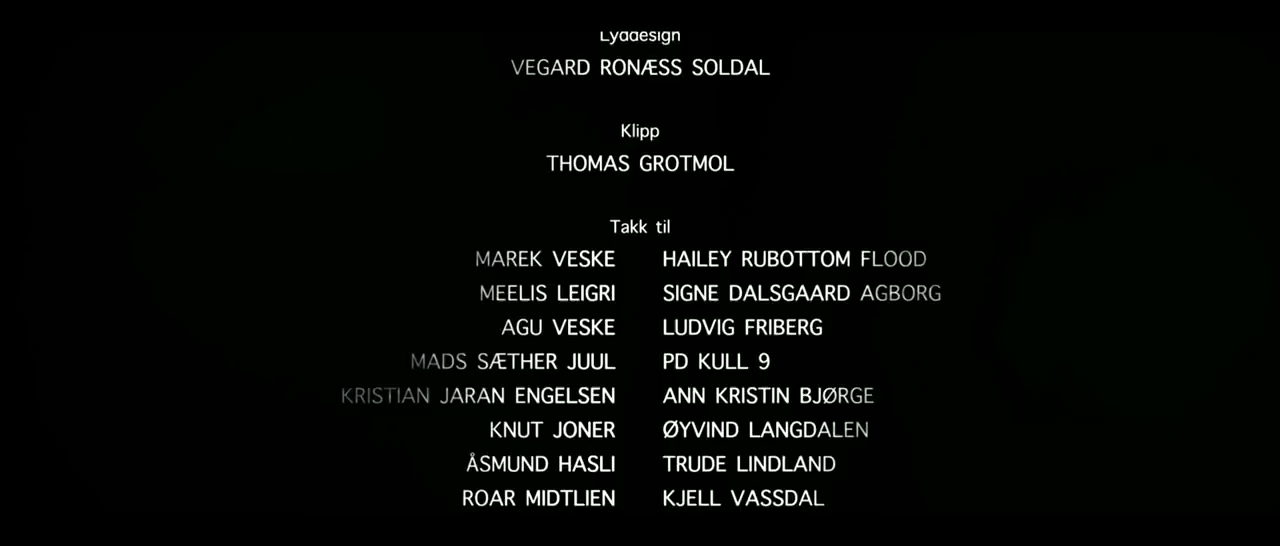 Lyddesign
VEGARD RONÆSS SOLDAL
Klipp
THOMAS GROTMOL
Takk til
MAREK VESKE HAILEY RUBOTTOM FLOOD
MEELIS LEIGRI SIGNE DALSGAARD AGBORG
AGU VESKE LUDVIG FRIBERG
MADS SÆTHER JUUL PD KULL 9
KRISTIAN JARAN ENGELSEN ANN KRISTIN BJØRGE
KNUT JONER ØYVIND LANGDALEN
ÅSMUND HASLI TRUDE LINDLAND
ROAR MIDTLIEN KJELL VASSDAL